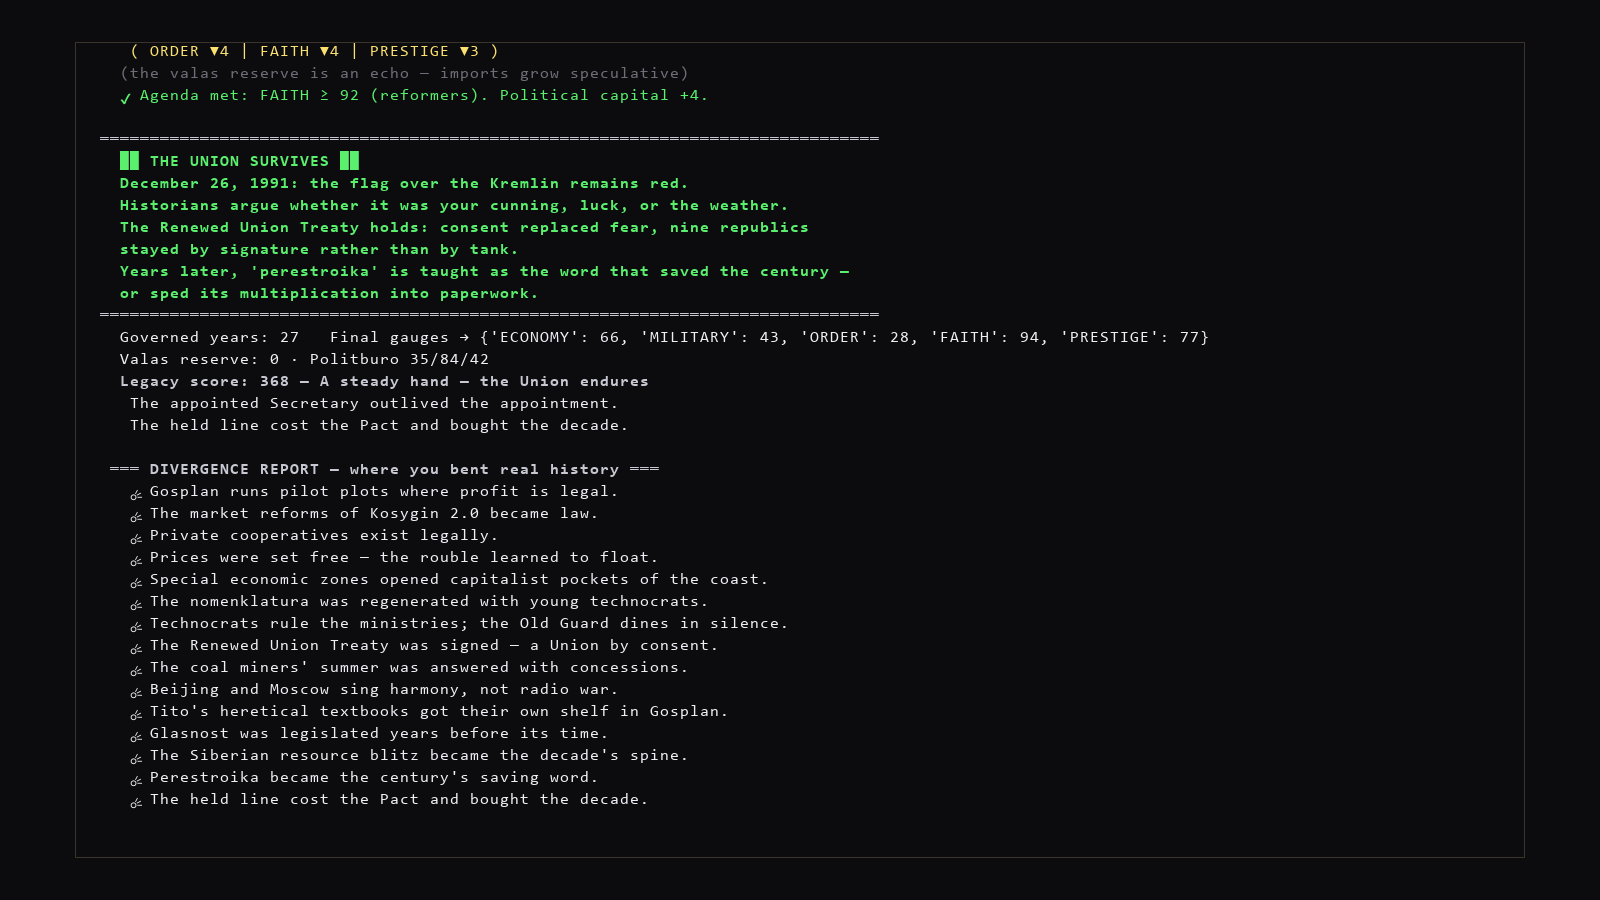 ( ORDER ▼4 | FAITH ▼4 | PRESTIGE ▼3 )
(the valas reserve is an echo — imports grow speculative)
✓ Agenda met: FAITH ≥ 92 (reformers). Political capital +4.
██ THE UNION SURVIVES ██
December 26, 1991: the flag over the Kremlin remains red.
Historians argue whether it was your cunning, luck, or the weather.
The Renewed Union Treaty holds: consent replaced fear, nine republics
stayed by signature rather than by tank.
Years later, 'perestroika' is taught as the word that saved the century —
or sped its multiplication into paperwork.
Governed years: 27   Final gauges → {'ECONOMY': 66, 'MILITARY': 43, 'ORDER': 28, 'FAITH': 94, 'PRESTIGE': 77}
Valas reserve: 0 · Politburo 35/84/42
Legacy score: 368 — A steady hand — the Union endures
The appointed Secretary outlived the appointment.
The held line cost the Pact and bought the decade.
=== DIVERGENCE REPORT — where you bent real history ===
☄ Gosplan runs pilot plots where profit is legal.
☄ The market reforms of Kosygin 2.0 became law.
☄ Private cooperatives exist legally.
☄ Prices were set free — the rouble learned to float.
☄ Special economic zones opened capitalist pockets of the coast.
☄ The nomenklatura was regenerated with young technocrats.
☄ Technocrats rule the ministries; the Old Guard dines in silence.
☄ The Renewed Union Treaty was signed — a Union by consent.
☄ The coal miners' summer was answered with concessions.
☄ Beijing and Moscow sing harmony, not radio war.
☄ Tito's heretical textbooks got their own shelf in Gosplan.
☄ Glasnost was legislated years before its time.
☄ The Siberian resource blitz became the decade's spine.
☄ Perestroika became the century's saving word.
☄ The held line cost the Pact and bought the decade.